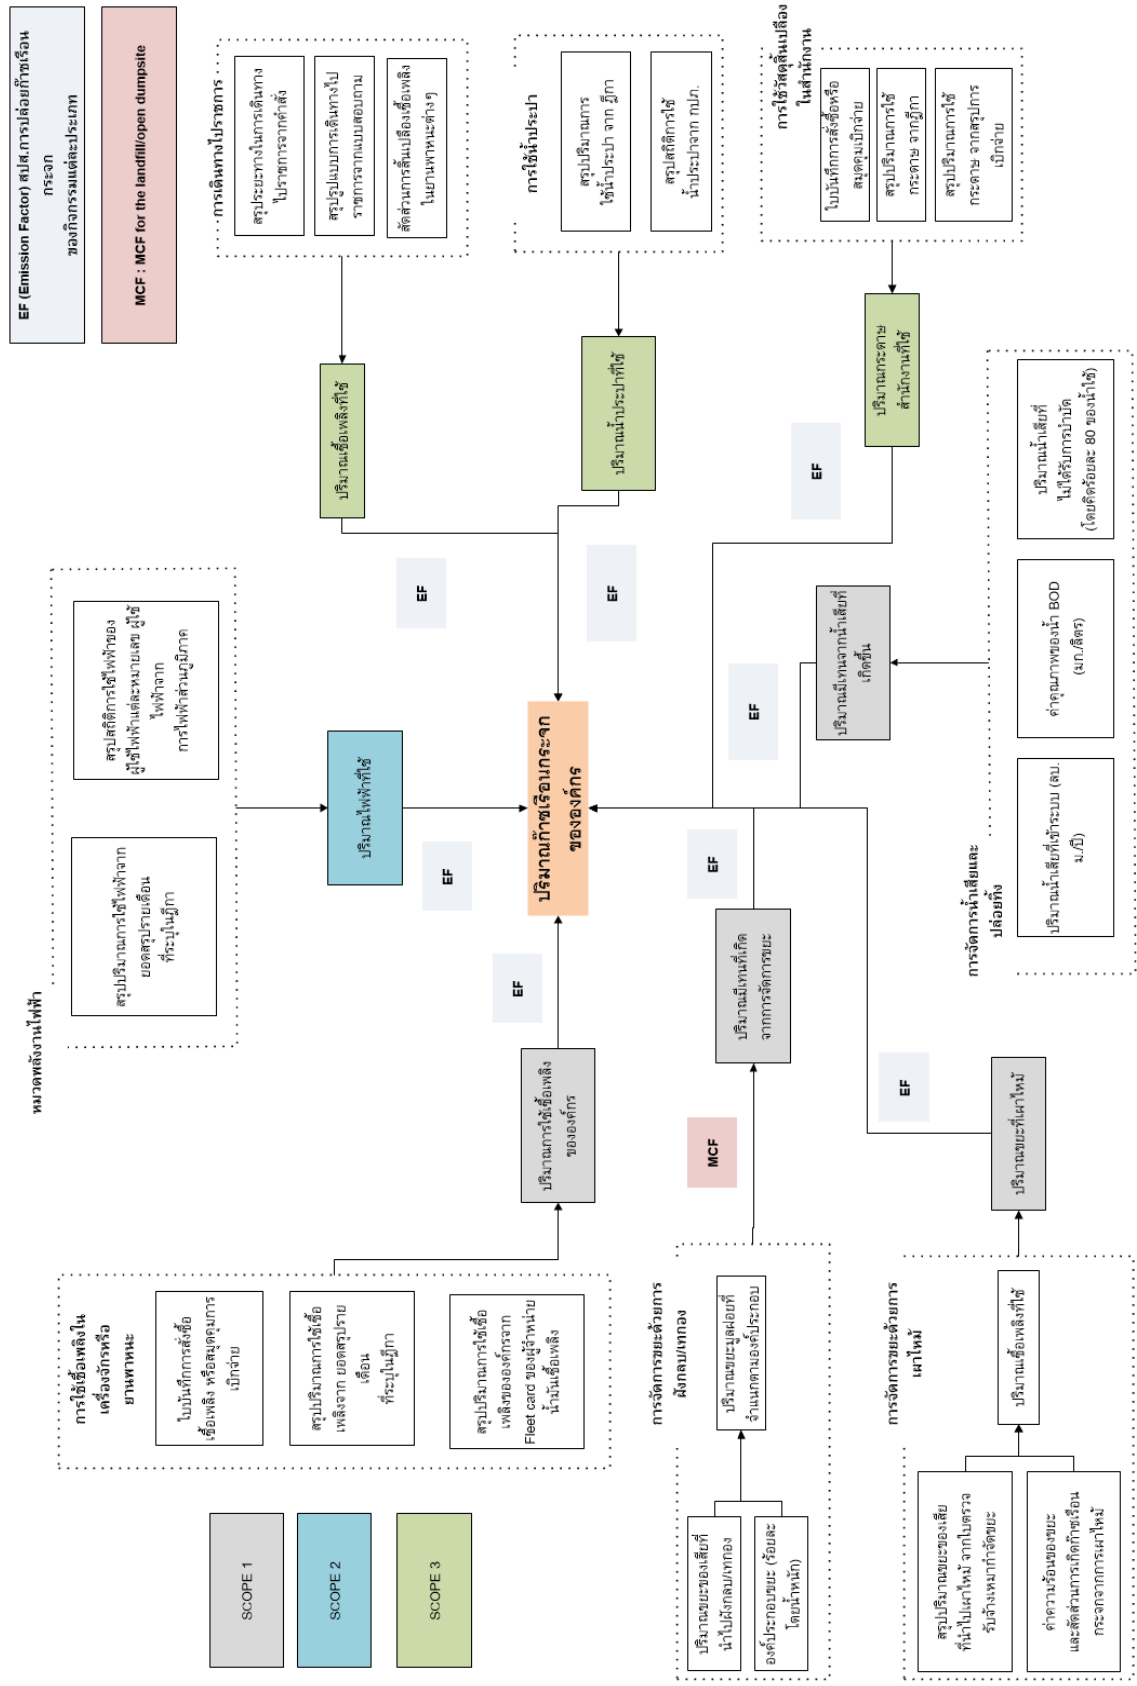 การใช้เชื้อเพลิงใน
เครื่องจักรหรือ
ยานพาหนะ
ใบบันทึกการสั่งซื้อ
เชื้อเพลิง หรือสมุดคุมการ
เบิกจ่าย
สรุปปริมาณการใช้เชื้อ
เพลิงจาก ยอดสรุปราย
เดือน
ที่ระบุในฎีกา
สรุปปริมาณการใช้เชื้อ
เพลิงขององค์กรจาก
Fleet card ของผู้จำหน่าย
น้ำมันเชื้อเพลิง
ปริมาณการใช้เชื้อเพลิง
ขององค์กร
EF
หมวดพลังงานไฟฟ้า
สรุปปริมาณการใช้ไฟฟ้าจาก
ยอดสรุปรายเดือน
ที่ระบุในฎีกา
สรุปสถิติการใช้ไฟฟ้าของ
ผู้ใช้ไฟฟ้าแต่ละหมายเลข ผู้ใช้
ไฟฟ้าจาก
การไฟฟ้าส่วนภูมิภาค
ปริมาณไฟฟ้าที่ใช้
EF
EF (Emission Factor) สปส.การปล่อยก๊าซเรือน
กระจก
ของกิจกรรมแต่ละประเภท
MCF : MCF for the landfill/open dumpsite
การเดินทางไปราชการ
สรุประยะทางในการเดินทาง
ไปราชการจากคำสั่ง
สรุปรูปแบบการเดินทางไป
ราชการจากแบบสอบถาม
สัดส่วนการสิ้นเปลืองเชื้อเพลิง
ในยานพาหนะต่างๆ
ปริมาณเชื้อเพลิงที่ใช้
EF
การใช้น้ำประปา
สรุปปริมาณการ
ใช้น้ำประปา จาก ฎีกา
สรุปสถิติการใช้
น้ำประปาจาก กปภ.
ปริมาณน้ำประปาที่ใช้
EF
ปริมาณก๊าซเรือนกระจก
ขององค์กร
SCOPE 1
SCOPE 2
SCOPE 3
การใช้วัสดุสิ้นเปลือง
ในสำนักงาน
ใบบันทึกการสั่งซื้อหรือ
สมุดคุมเบิกจ่าย
สรุปปริมาณการใช้
กระดาษ จากฎีกา
สรุปปริมาณการใช้
กระดาษ จากสรุปการ
เบิกจ่าย
ปริมาณกระดาษ
สำนักงานที่ใช้
EF
การจัดการขยะด้วยการ
ฝังกลบ/เทกอง
ปริมาณขยะของเสียที่
นำไปฝังกลบ/เทกอง
องค์ประกอบขยะ (ร้อยละ
โดยน้ำหนัก)
ปริมาณขยะมูลฝอยที่
จำแนกตามองค์ประกอบ
MCF
ปริมาณมีเทนที่เกิด
จากการจัดการขยะ
EF
ปริมาณมีเทนจากน้ำเสียที่
เกิดขึ้น
EF
การจัดการขยะด้วยการ
เผาไหม้
สรุปปริมาณขยะของเสีย
ที่นำไปเผาไหม้ จากใบตรวจ
รับจ้างเหมากำจัดขยะ
ค่าความร้อนของขยะ
และสัดส่วนการเกิดก๊าซเรือน
กระจกจากการเผาไหม้
ปริมาณเชื้อเพลิงที่ใช้
ปริมาณขยะที่เผาไหม้
EF
การจัดการน้ำเสียและ
ปล่อยทิ้ง
ปริมาณน้ำเสียที่เข้าระบบ (ลบ.
ม./ปี)
ค่าคุณภาพของน้ำ BOD
(มก./ลิตร)
ปริมาณน้ำเสียที่
ไม่ได้รับการบำบัด
(โดยคิดร้อยละ 80 ของน้ำใช้)